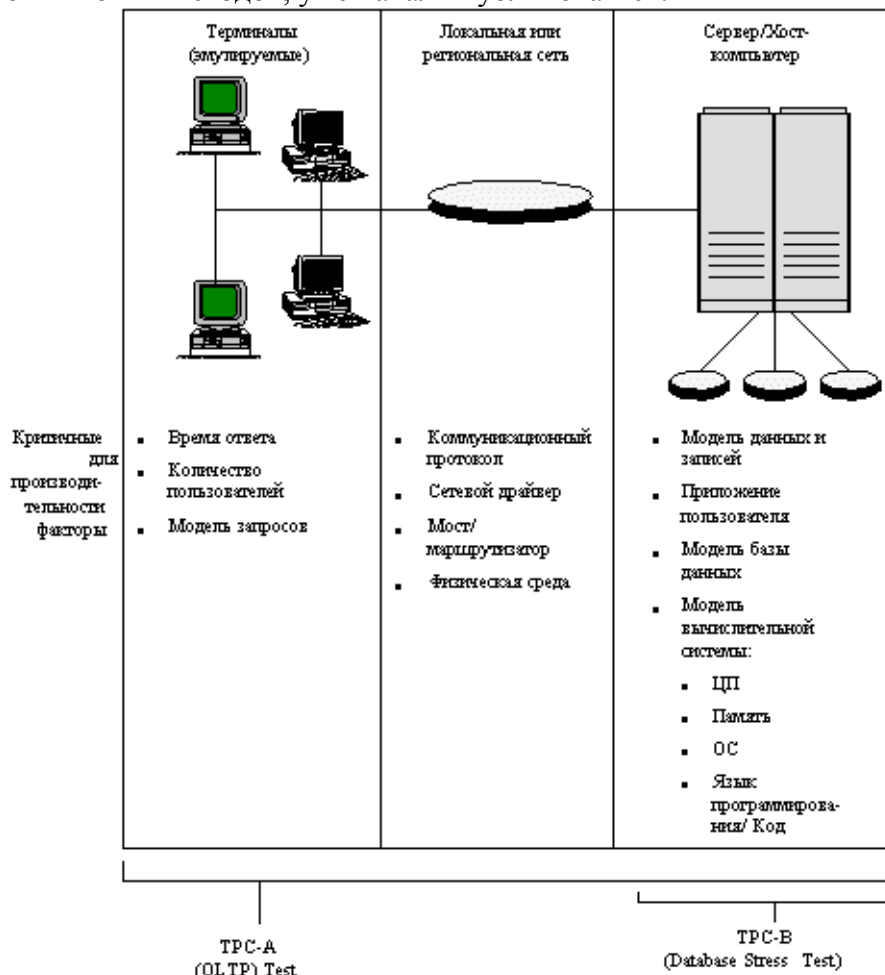 Терминалы
(эмулируемые)
Локальная или
региональная сеть
Сервер/Хост-
компьютер
Критичные
для
производи-
тельности
факторы
▪ Время ответа
▪ Количество
пользователей
▪ Модель запросов
▪ Коммуникационный
протокол
▪ Сетевой драйвер
▪ Мост/
маршрутизатор
▪ Физическая среда
▪ Модель данных и
записей
▪ Приложение
пользователя
▪ Модель базы
данных
▪ Модель
вычислительной
системы:
▪ ЦП
▪ Память
▪ ОС
▪ Язык
программирова-
ния/ Код
TPC-A
(OLTP) Test
TPC-B
(Database Stress Test)